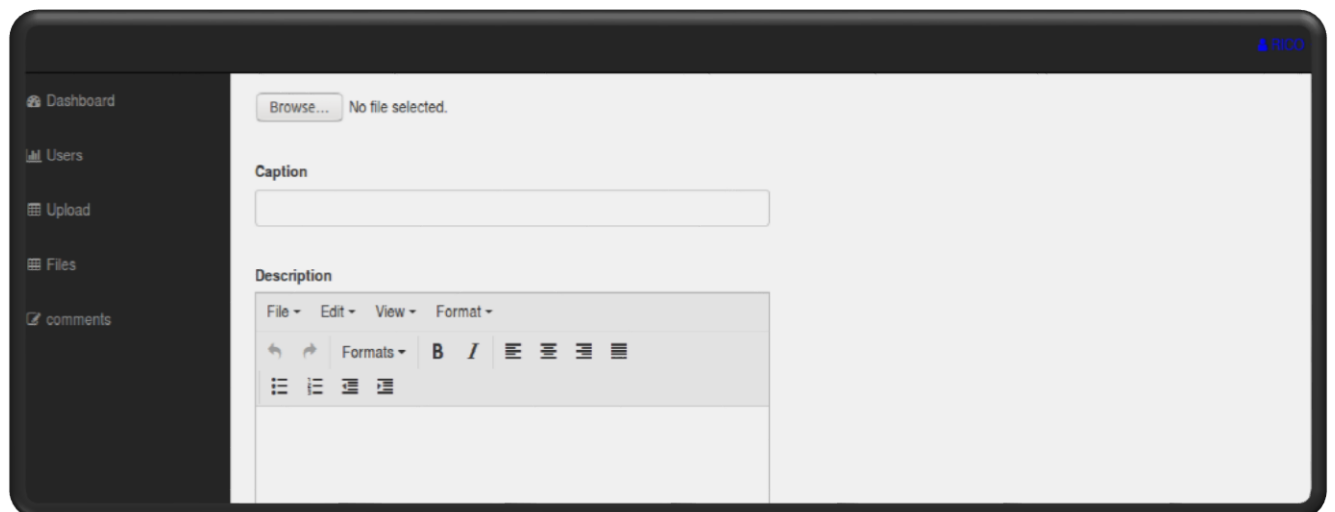 RICO
Dashboard
Users
Upload
Files
comments
Browse... No file selected.
Caption
Description
File Edit View Format
Formats B I